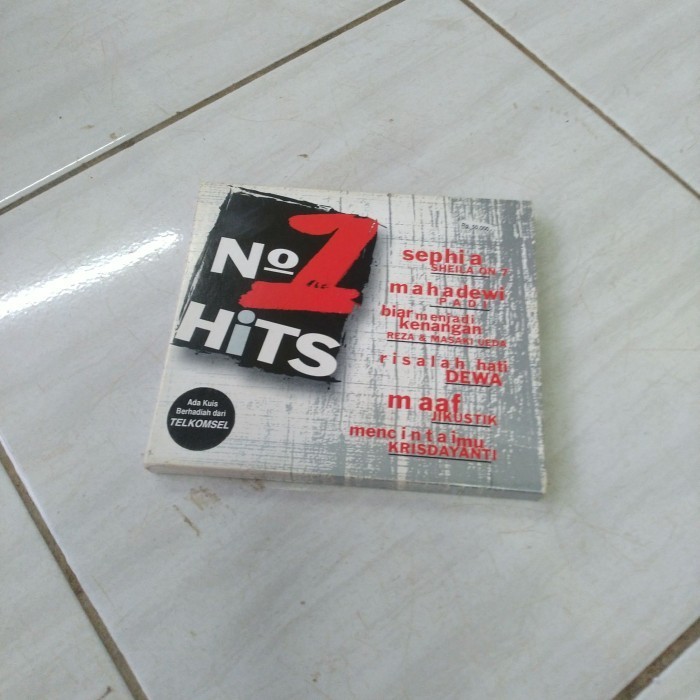 No 1
HiTS
sephia
SHEILA ON 7
mahadewi
PADI
biar menjadi
kenangan
REZA & MASAKI UEDA
risalah hati
DEWA
maaf
JIKUSTIK
mencintaimu
KRISDAYANTI
Ada Kuis
Berhadiah dari
TELKOMSEL